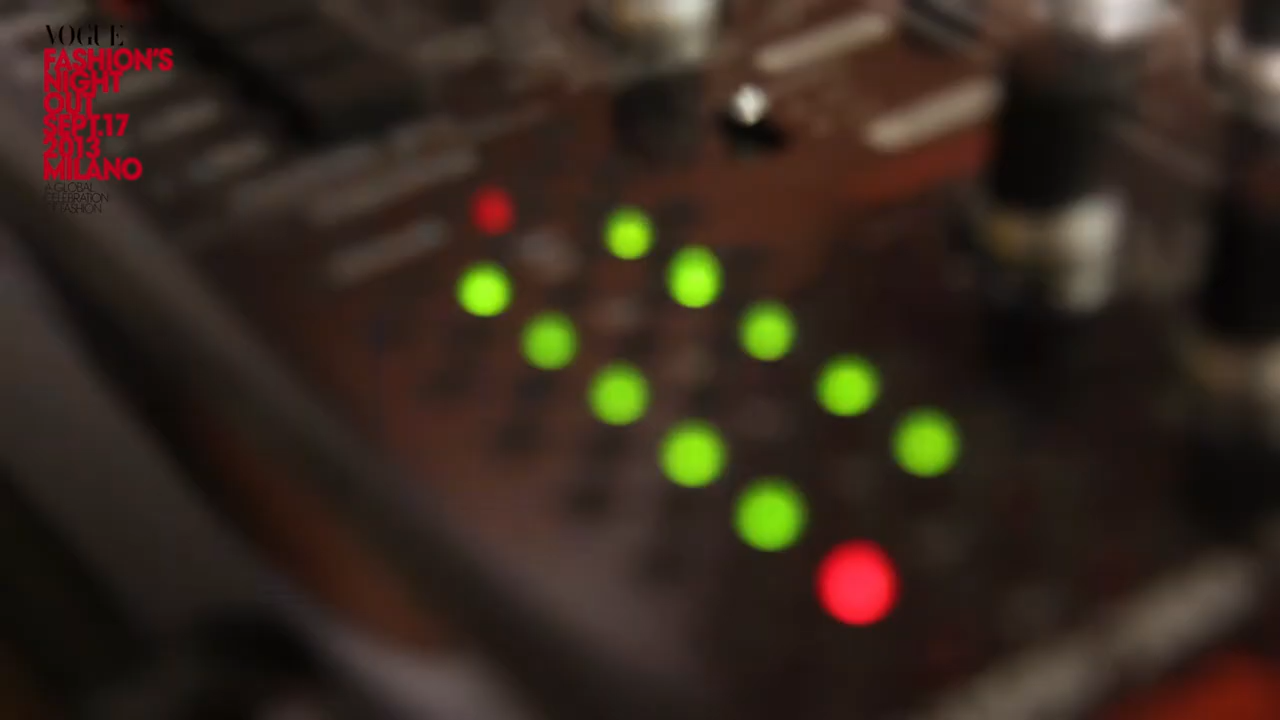 VOGUE
FASHION'S
NIGHT
OUT
SEPT.17
2013
MILANO
A GLOBAL
CELEBRATION
OF FASHION